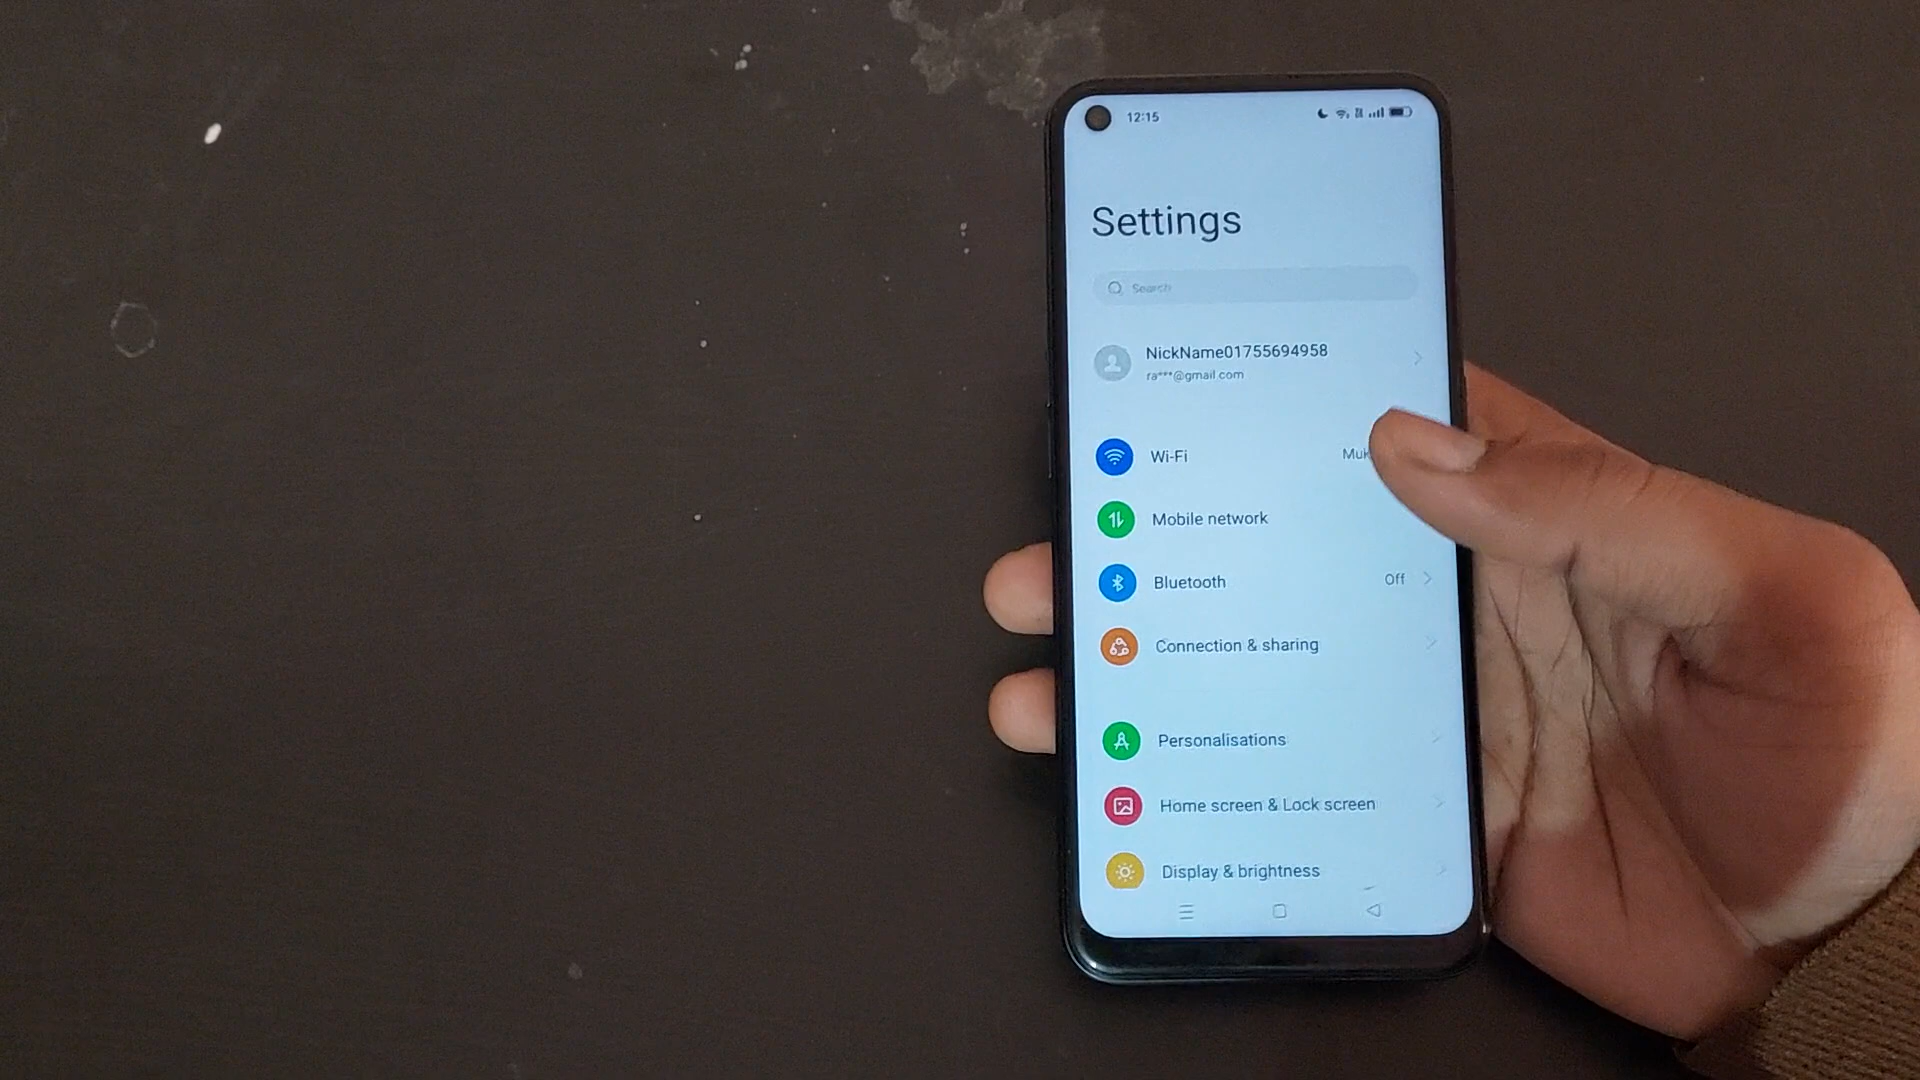 12:15
Settings
Search
NickName01755694958
ra***@gmail.com
Wi-Fi
Mobile network
Bluetooth Off
Connection & sharing
Personalisations
Home screen & Lock screen
Display & brightness